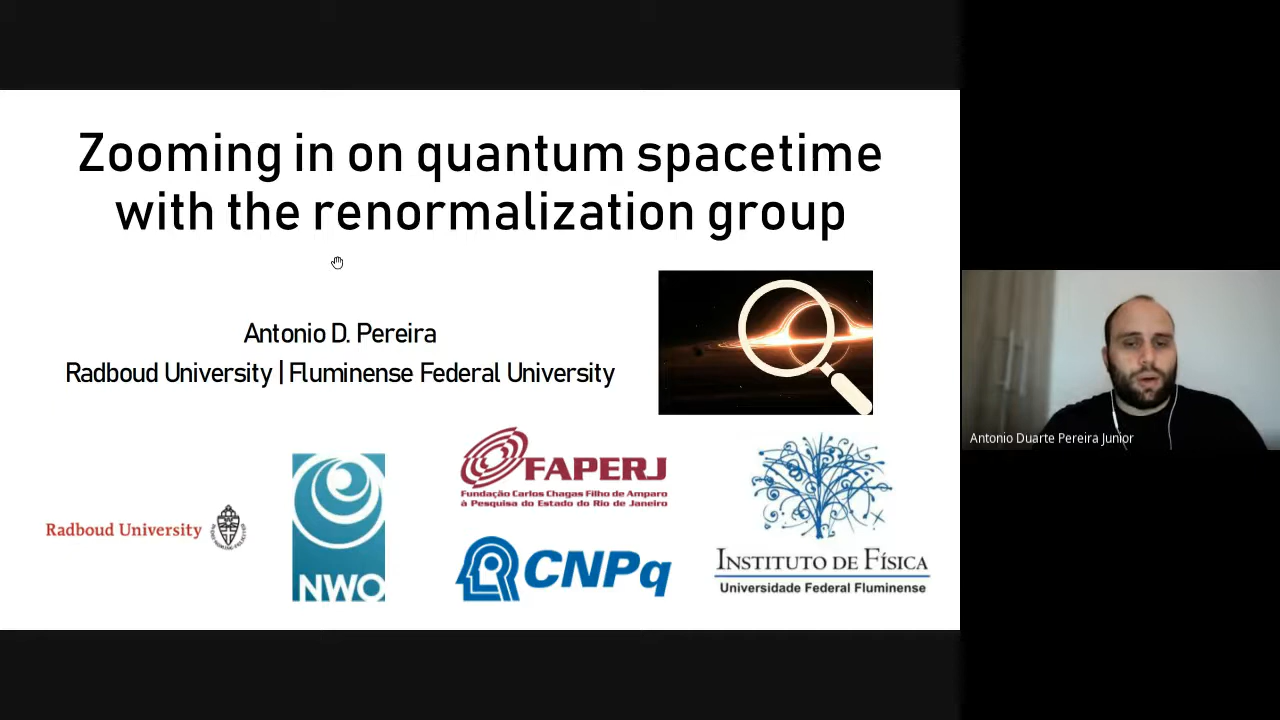 Zooming in on quantum spacetime
with the renormalization group
Antonio D. Pereira
Radboud University | Fluminense Federal University
Radboud University
NWO
FAPERJ
Fundação Carlos Chagas Filho de Amparo
à Pesquisa do Estado do Rio de Janeiro
CNPq
INSTITUTO DE FÍSICA
Universidade Federal Fluminense
Antonio Duarte Pereira Junior